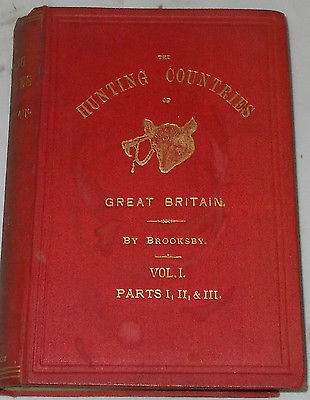 THE
HUNTING COUNTRIES
OF
GREAT BRITAIN.
BY BROOKSBY.
VOL. I.
PARTS I, II, & III.